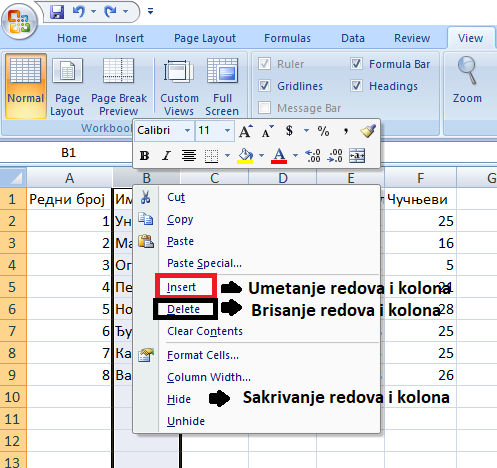 Home Insert Page Layout Formulas Data Review View
Normal Page Layout Page Break Preview Custom Views Full Screen
Ruler Formula Bar
Gridlines Headings
Message Bar
Zoom
Workbook
Calibri 11 A A $ % ,
B I A .00 .00
B1
A B C D E F G
1 Редни број Им Чучњеви
2 1 Ун 25
3 2 Ма 16
4 3 Ог 5
5 4 Пе 21
6 5 Но 28
7 6 Ђу 25
8 7 Ка 25
9 8 Ва 26
10
11
12
13
Cut
Copy
Paste
Paste Special...
Insert Umetanje redova i kolona
Delete Brisanje redova i kolona
Clear Contents
Format Cells...
Column Width...
Hide Sakrivanje redova i kolona
Unhide